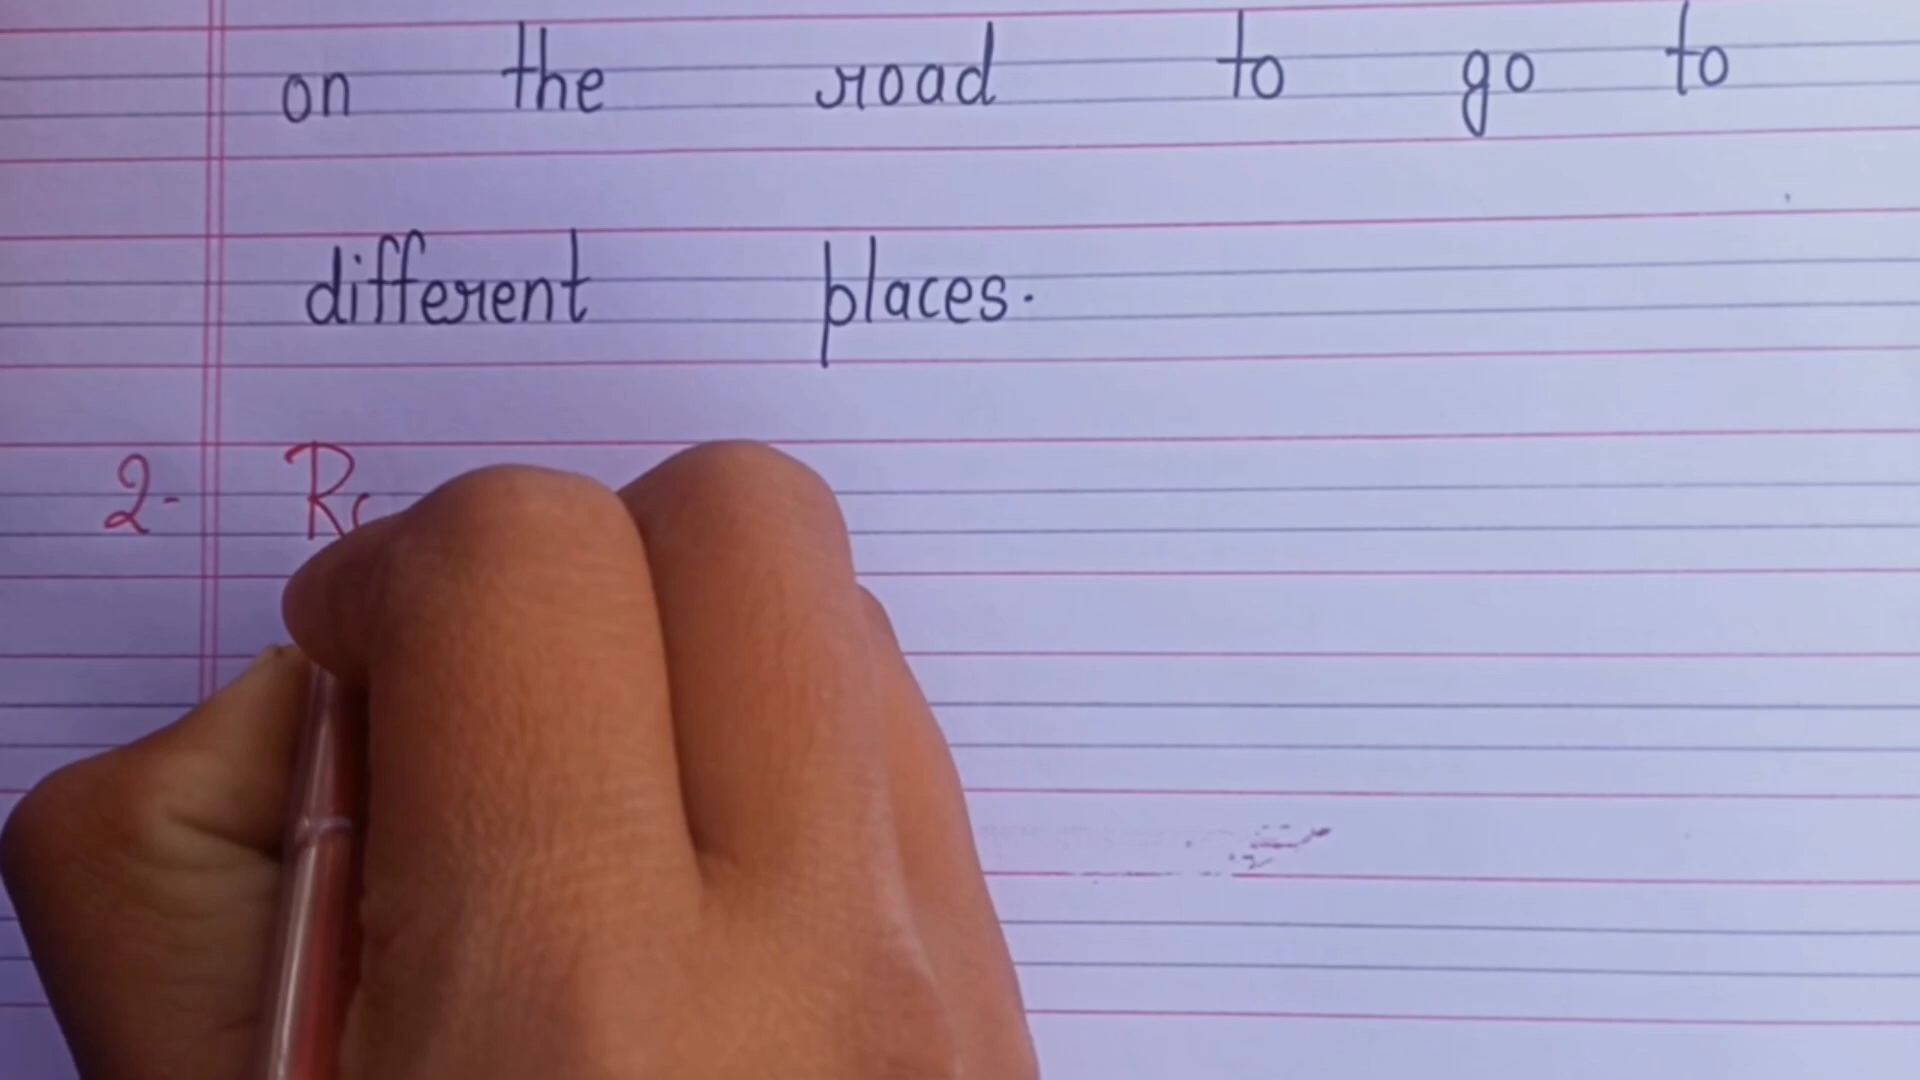 on the road to go to
different places.
2-